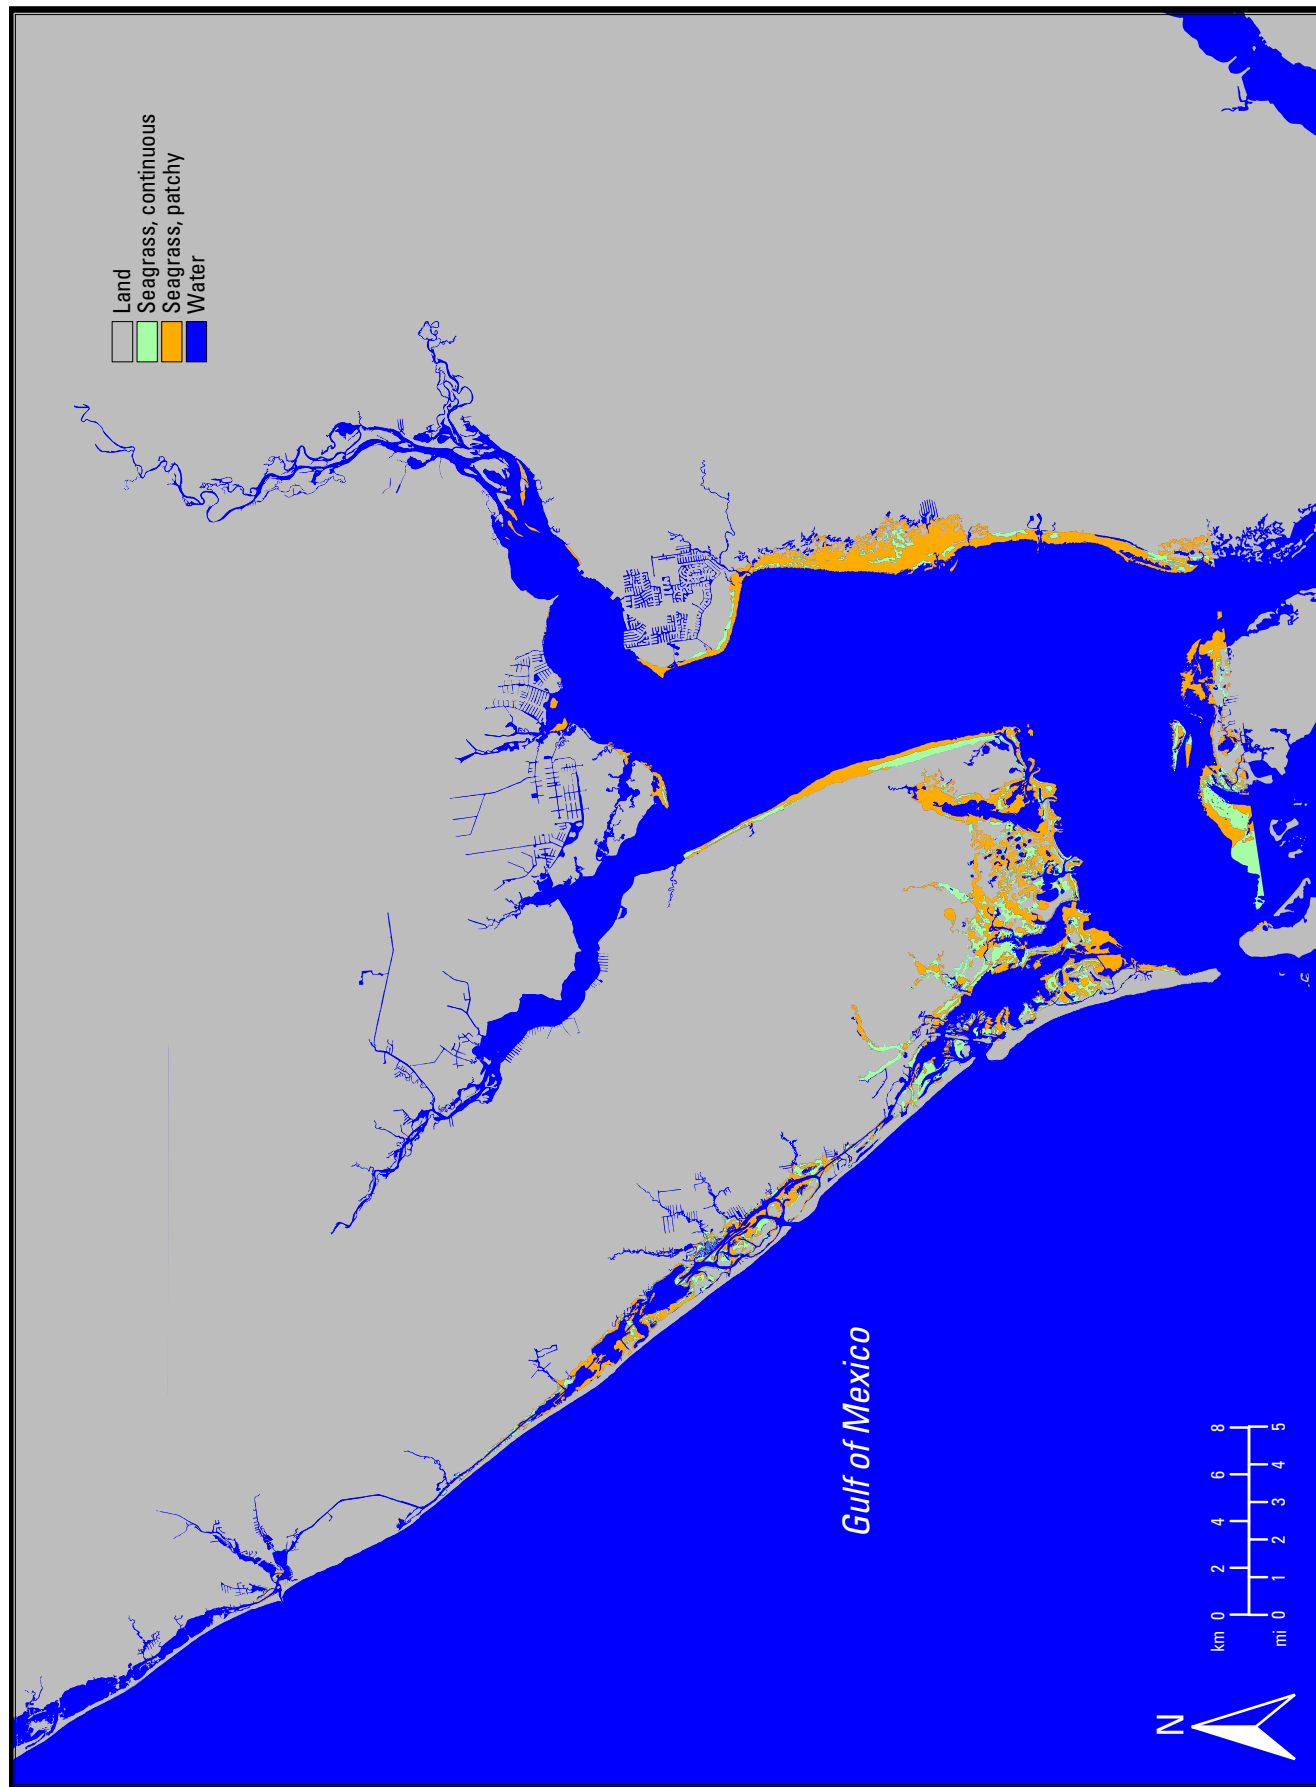 Land
Seagrass, continuous
Seagrass, patchy
Water
Gulf of Mexico
km 0 2 4 6 8
mi 0 1 2 3 4 5
N